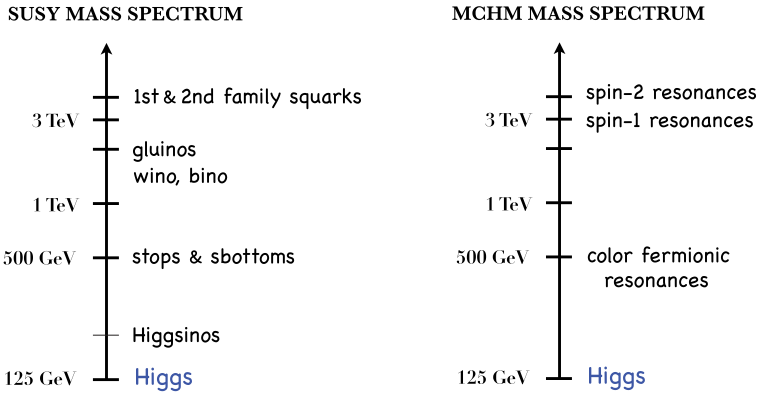 SUSY MASS SPECTRUM
1st & 2nd family squarks
3 TeV
gluinos
wino, bino
1 TeV
500 GeV
stops & sbottoms
Higgsinos
125 GeV
Higgs
MCHM MASS SPECTRUM
spin-2 resonances
3 TeV
spin-1 resonances
1 TeV
500 GeV
color fermionic
resonances
125 GeV
Higgs